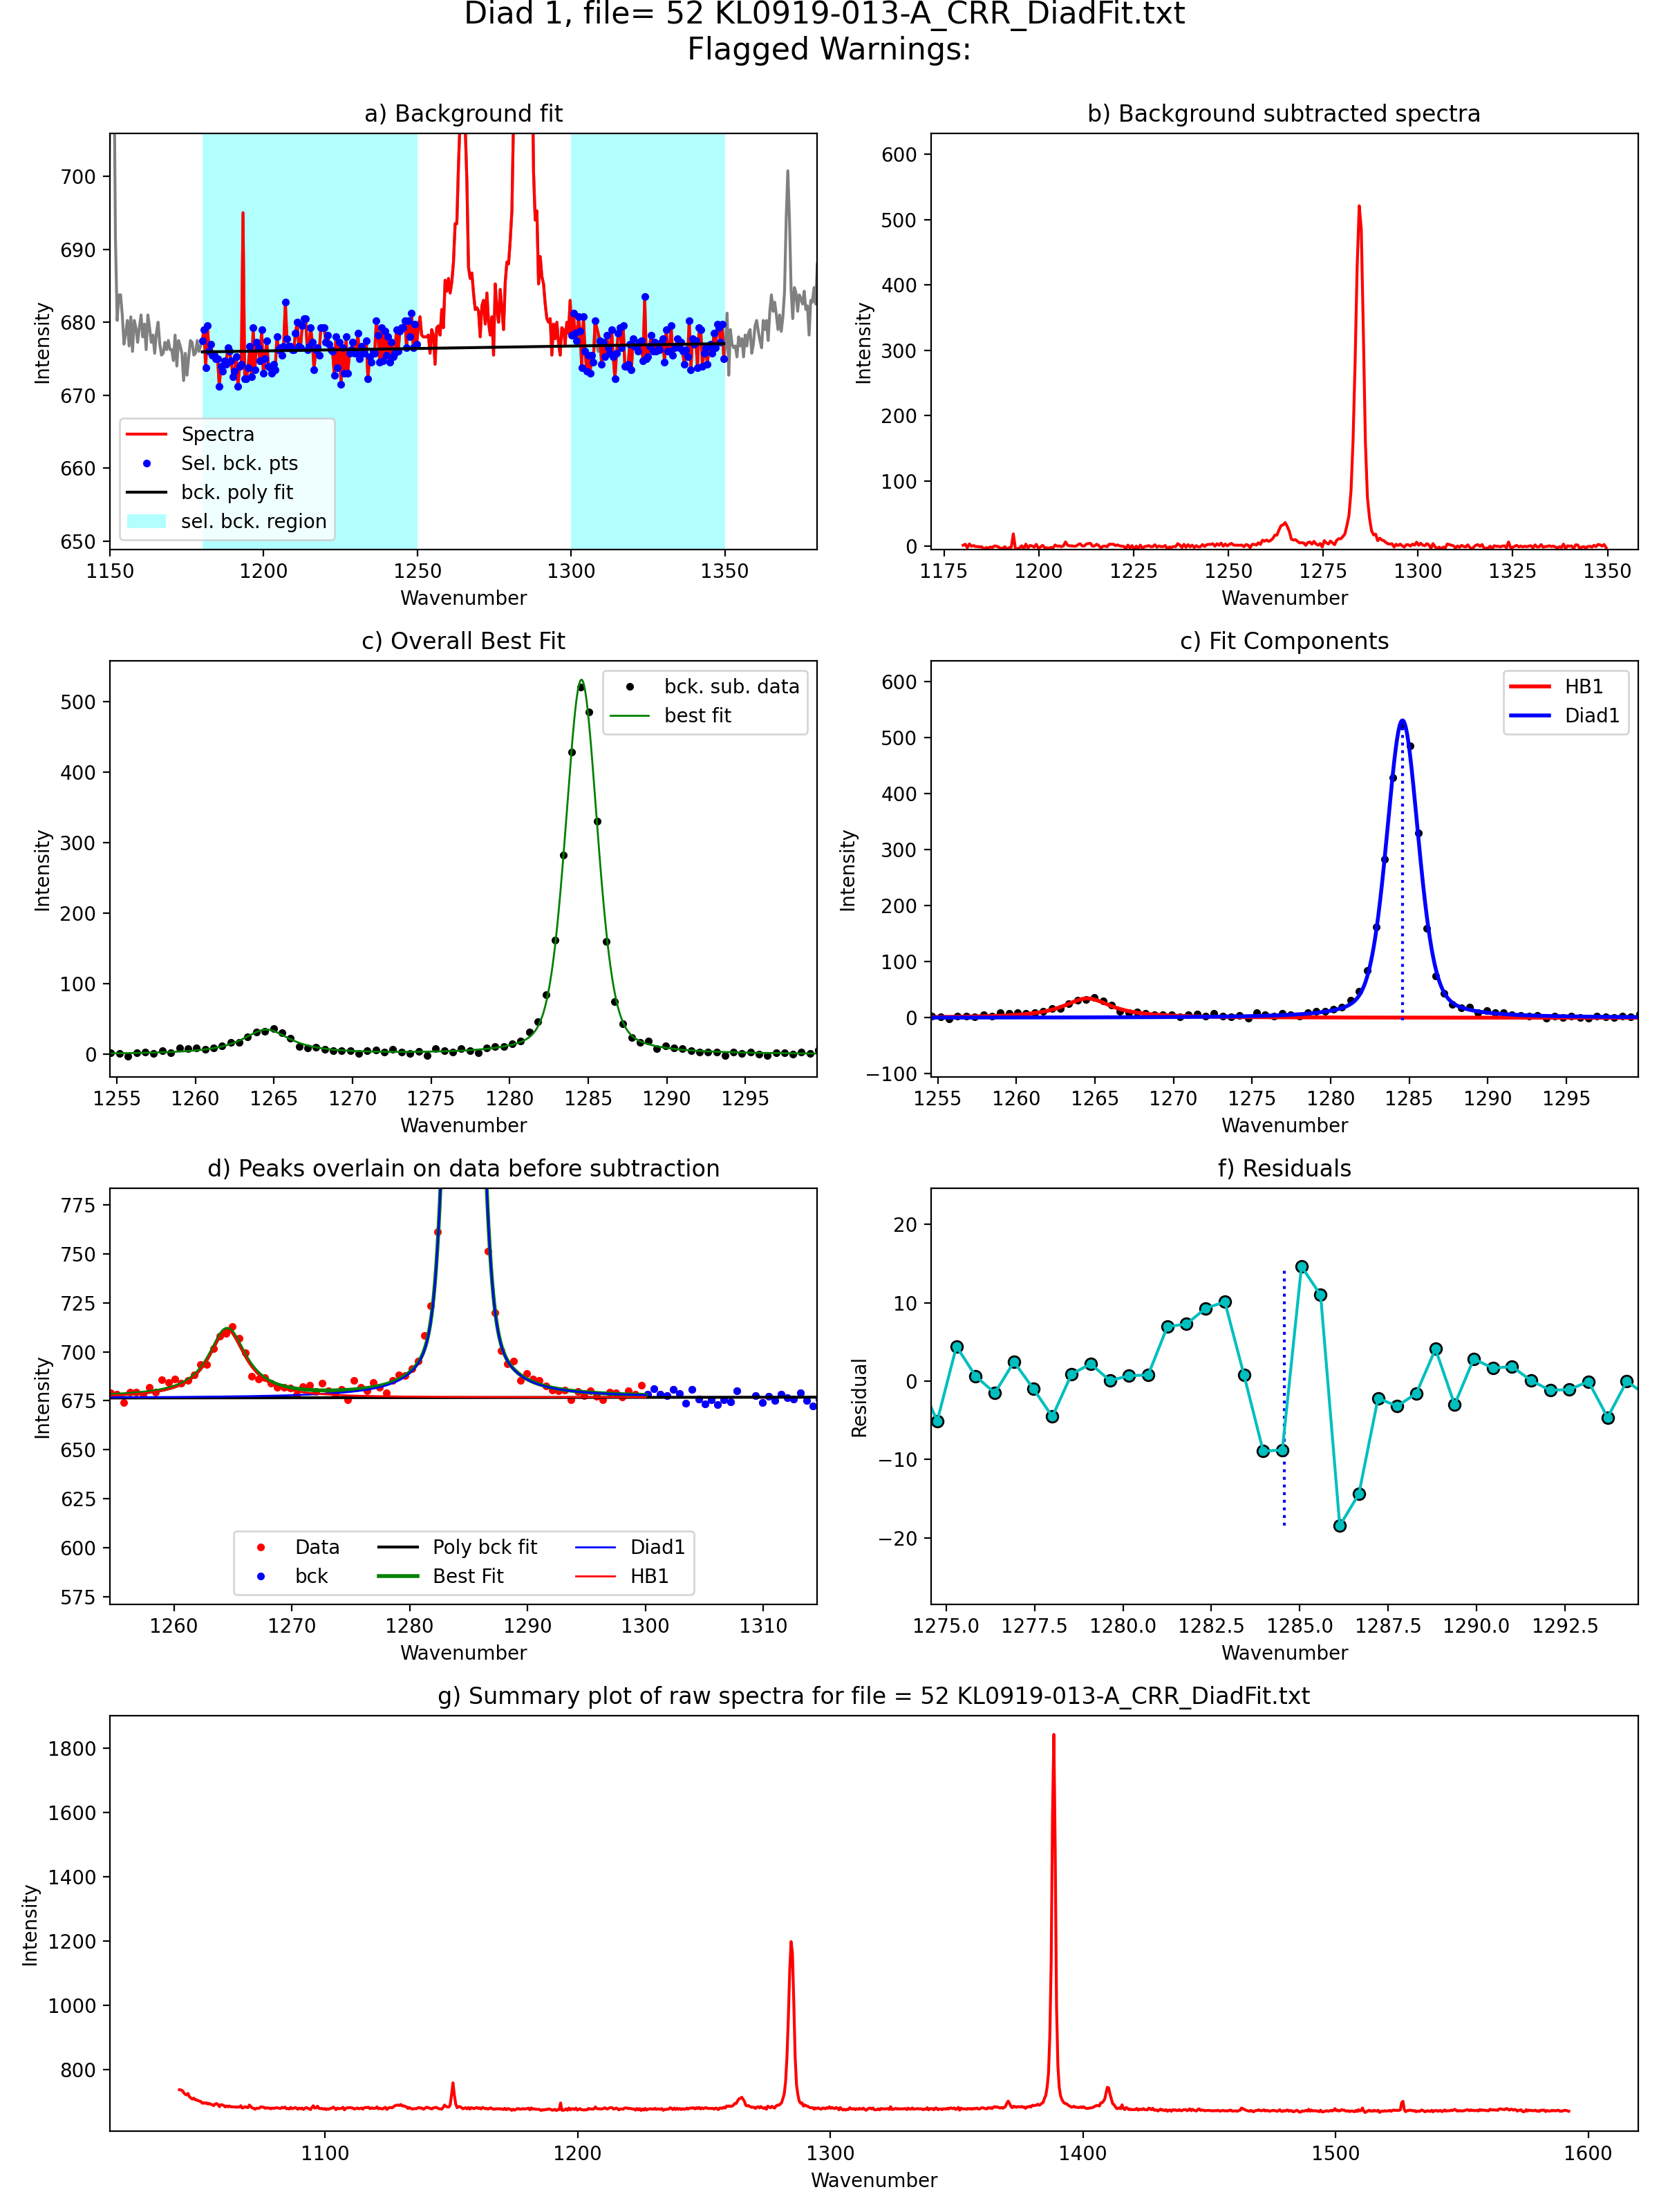 Diad 1, file= 52 KL0919-013-A_CRR_DiadFit.txt
Flagged Warnings:
a) Background fit
Intensity
700
690
680
670
660
650
Spectra
Sel. bck. pts
bck. poly fit
sel. bck. region
1150 1200 1250 1300 1350
Wavenumber
b) Background subtracted spectra
Intensity
600
500
400
300
200
100
0
1175 1200 1225 1250 1275 1300 1325 1350
Wavenumber
c) Overall Best Fit
Intensity
500
400
300
200
100
0
bck. sub. data
best fit
1255 1260 1265 1270 1275 1280 1285 1290 1295
Wavenumber
c) Fit Components
Intensity
600
500
400
300
200
100
0
−100
HB1
Diad1
1255 1260 1265 1270 1275 1280 1285 1290 1295
Wavenumber
d) Peaks overlain on data before subtraction
Intensity
775
750
725
700
675
650
625
600
575
Data Poly bck fit Diad1
bck Best Fit HB1
1260 1270 1280 1290 1300 1310
Wavenumber
f) Residuals
Residual
20
10
0
−10
−20
1275.0 1277.5 1280.0 1282.5 1285.0 1287.5 1290.0 1292.5
Wavenumber
g) Summary plot of raw spectra for file = 52 KL0919-013-A_CRR_DiadFit.txt
Intensity
1800
1600
1400
1200
1000
800
1100 1200 1300 1400 1500 1600
Wavenumber